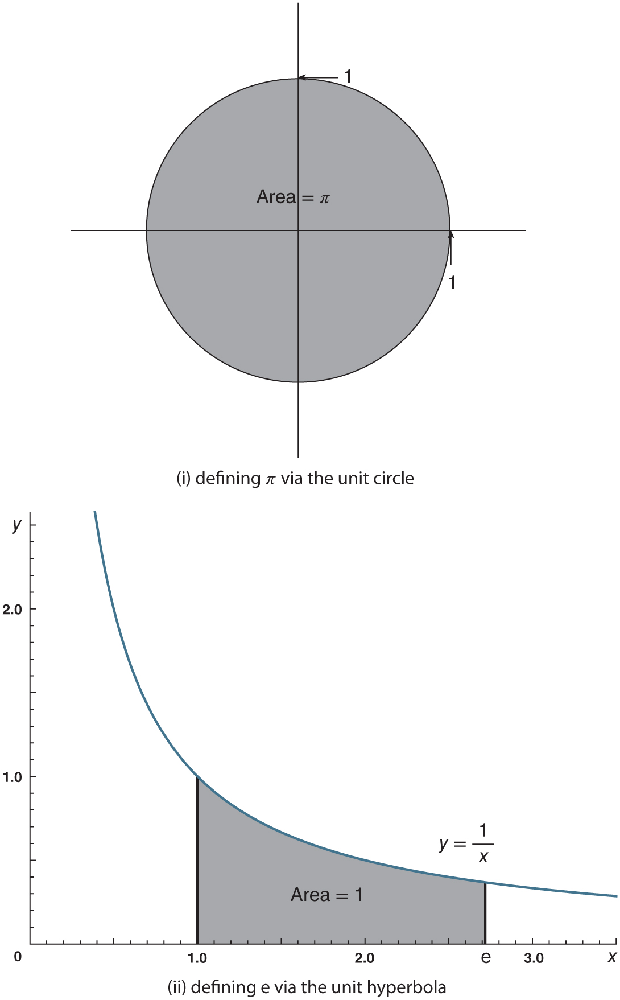 1
Area = π
1
(i) defining π via the unit circle
y
2.0
1.0
y = 1/x
Area = 1
0 1.0 2.0 e 3.0 x
(ii) defining e via the unit hyperbola